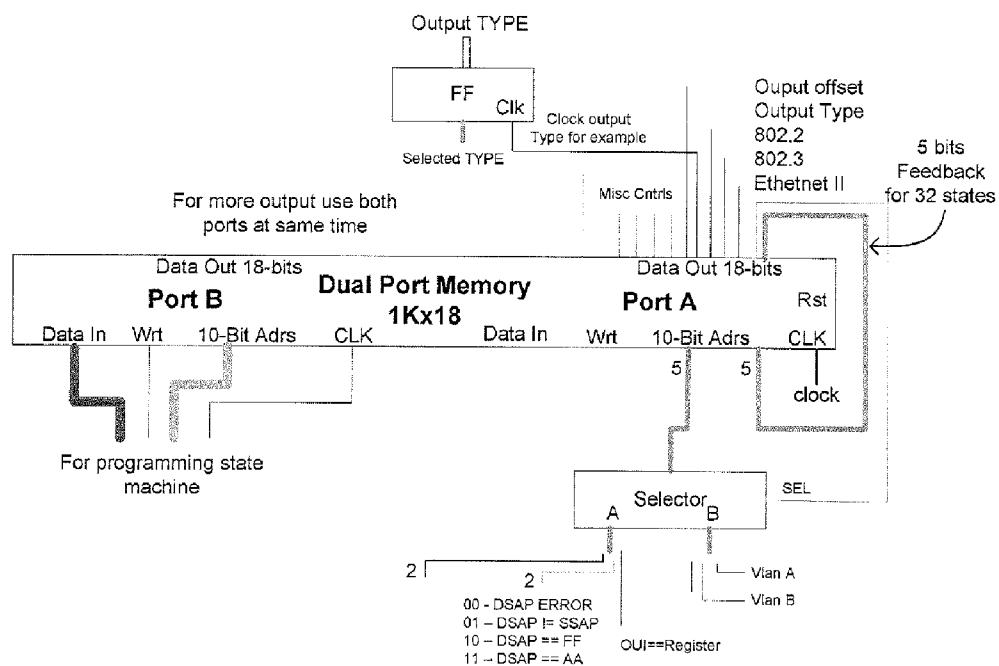 Output TYPE
FF
Clk
Selected TYPE
Clock output
Type for example
Misc Cntrls
Ouput offset
Output Type
802.2
802.3
Ethetnet II
5 bits
Feedback
for 32 states
For more output use both
ports at same time
Data Out 18-bits
Port B
Dual Port Memory
1Kx18
Data Out 18-bits
Port A
Rst
Data In
Wrt
10-Bit Adrs
CLK
Data In
Wrt
10-Bit Adrs
CLK
5
5
clock
For programming state
machine
Selector
A
B
SEL
2
2
00 - DSAP ERROR
01 – DSAP != SSAP
10 – DSAP == FF
11 – DSAP == AA
OUI==Register
Vlan A
Vlan B